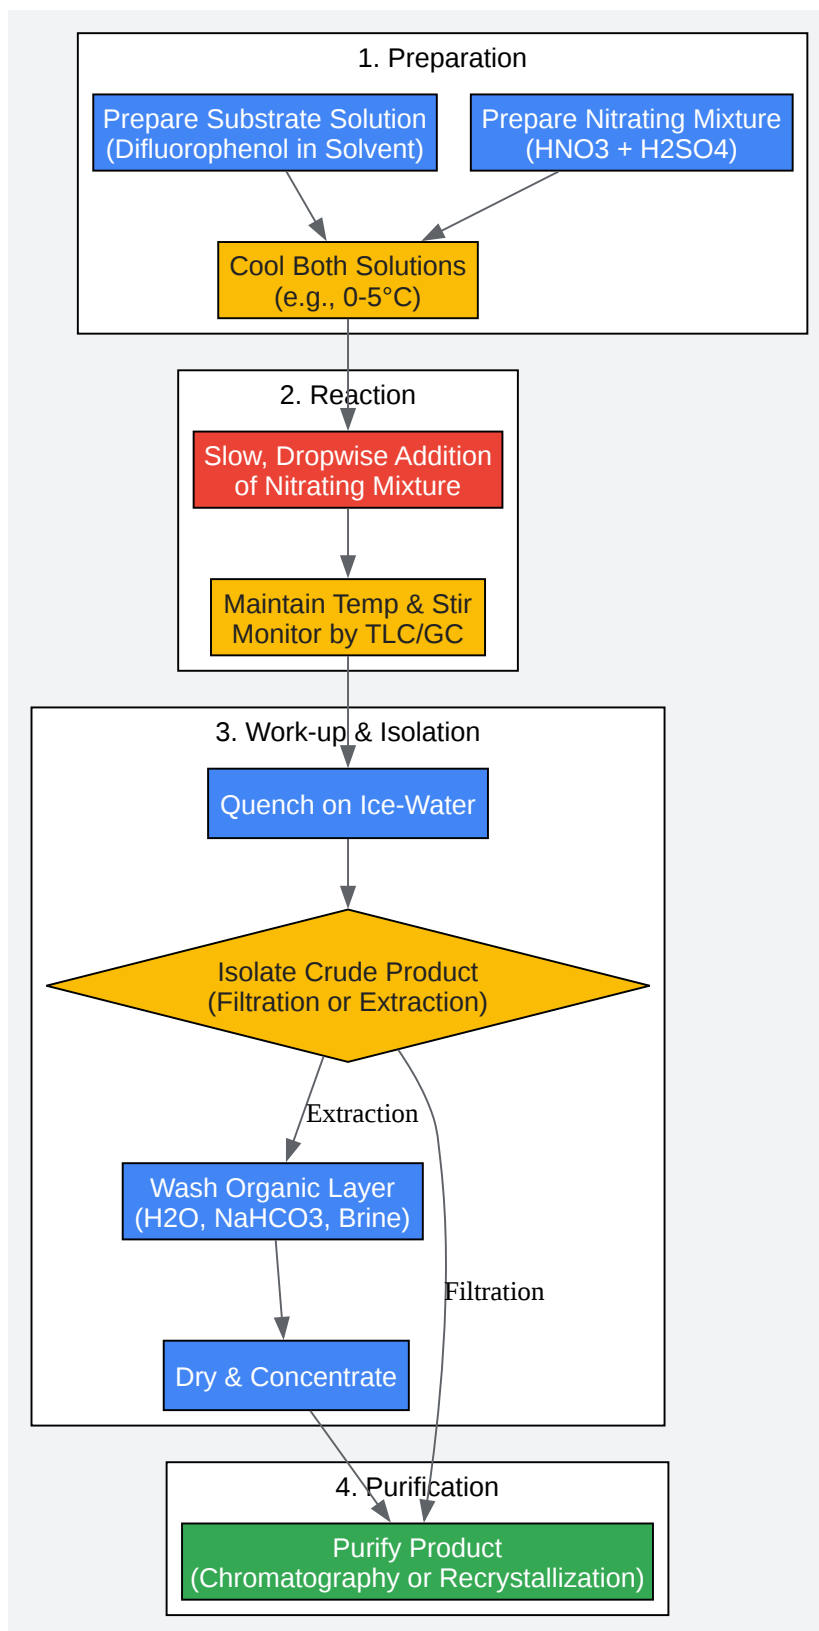 1. Preparation
Prepare Substrate Solution
(Difluorophenol in Solvent)
Prepare Nitrating Mixture
(HNO3 + H2SO4)
Cool Both Solutions
(e.g., 0-5°C)
2. Reaction
Slow, Dropwise Addition
of Nitrating Mixture
Maintain Temp & Stir
Monitor by TLC/GC
3. Work-up & Isolation
Quench on Ice-Water
Isolate Crude Product
(Filtration or Extraction)
Extraction
Wash Organic Layer
(H2O, NaHCO3, Brine)
Filtration
Dry & Concentrate
4. Purification
Purify Product
(Chromatography or Recrystallization)